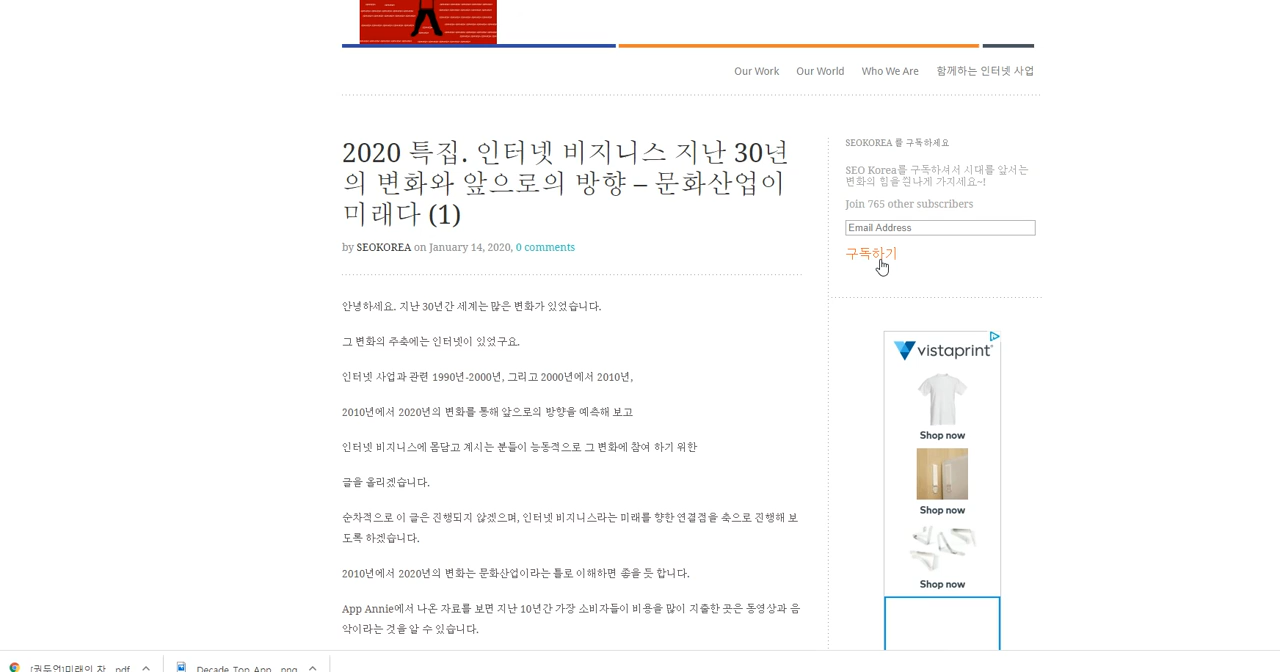 Our Work Our World Who We Are 함께하는 인터넷 사업
2020 특집. 인터넷 비지니스 지난 30년
의 변화와 앞으로의 방향 – 문화산업이
미래다 (1)
by SEOKOREA on January 14, 2020, 0 comments
안녕하세요. 지난 30년간 세계는 많은 변화가 있었습니다.
그 변화의 주축에는 인터넷이 있었구요.
인터넷 사업과 관련 1990년-2000년, 그리고 2000년에서 2010년,
2010년에서 2020년의 변화를 통해 앞으로의 방향을 예측해 보고
인터넷 비지니스에 몸담고 계시는 분들이 능동적으로 그 변화에 참여 하기 위한
글을 올리겠습니다.
순차적으로 이 글은 진행되지 않겠으며, 인터넷 비지니스라는 미래를 향한 연결점을 축으로 진행해 보
도록 하겠습니다.
2010년에서 2020년의 변화는 문화산업이라는 틀로 이해하면 좋을 듯 합니다.
App Annie에서 나온 자료를 보면 지난 10년간 가장 소비자들이 비용을 많이 지출한 곳은 동영상과 음
악이라는 것을 알 수 있습니다.
SEOKOREA 를 구독하세요
SEO Korea를 구독하셔서 시대를 앞서는
변화의 힘을 겸나게 가지세요~!
Join 765 other subscribers
Email Address
구독하기
vistaprint
Shop now
Shop now
Shop now
Decade_Top_App....png